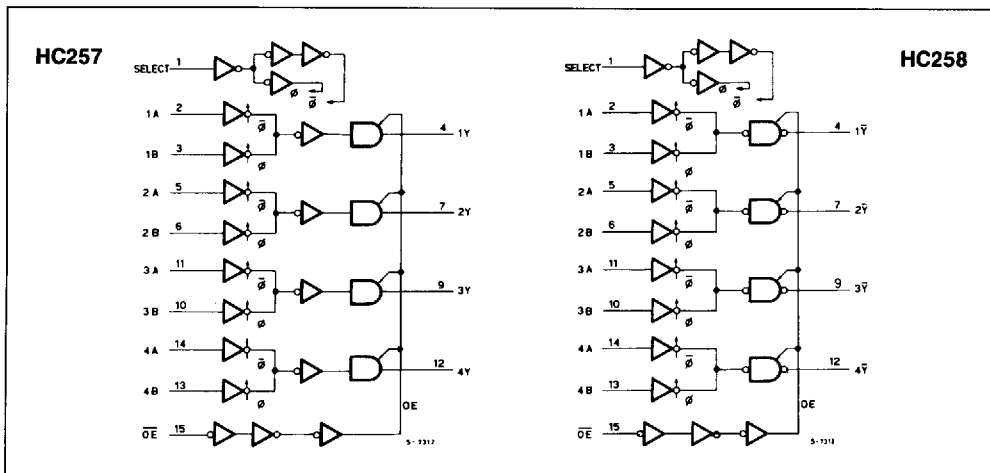 HC257
SELECT 1
ø
ø̅
1A 2
ø̅
4 1Y
1B 3
ø
2A 5
ø̅
7 2Y
2B 6
ø
3A 11
ø̅
9 3Y
3B 10
ø
4A 14
ø̅
12 4Y
4B 13
ø
OE
O̅E̅ 15
S-7312
HC258
SELECT 1
ø
ø̅
1A 2
ø̅
4 1Y̅
1B 3
ø
2A 5
ø̅
7 2Y̅
2B 6
ø
3A 11
ø̅
9 3Y̅
3B 10
ø
4A 14
ø̅
12 4Y̅
4B 13
ø
OE
O̅E̅ 15